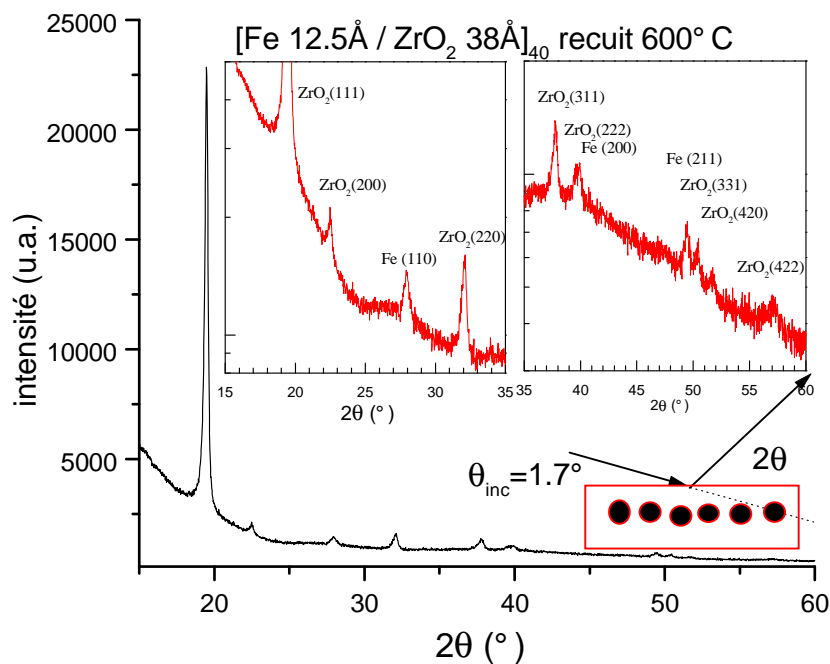 [Fe 12.5Å / ZrO₂ 38Å]₄₀ recuit 600° C
25000
20000
15000
10000
5000
intensité (u.a.)
ZrO₂(111)
ZrO₂(200)
Fe (110)
ZrO₂(220)
15 20 25 30 35
2θ (°)
ZrO₂(311)
ZrO₂(222)
Fe (200)
Fe (211)
ZrO₂(331)
ZrO₂(420)
ZrO₂(422)
35 40 45 50 55 60
2θ (°)
θinc=1.7°
2θ
20 30 40 50 60
2θ (°)